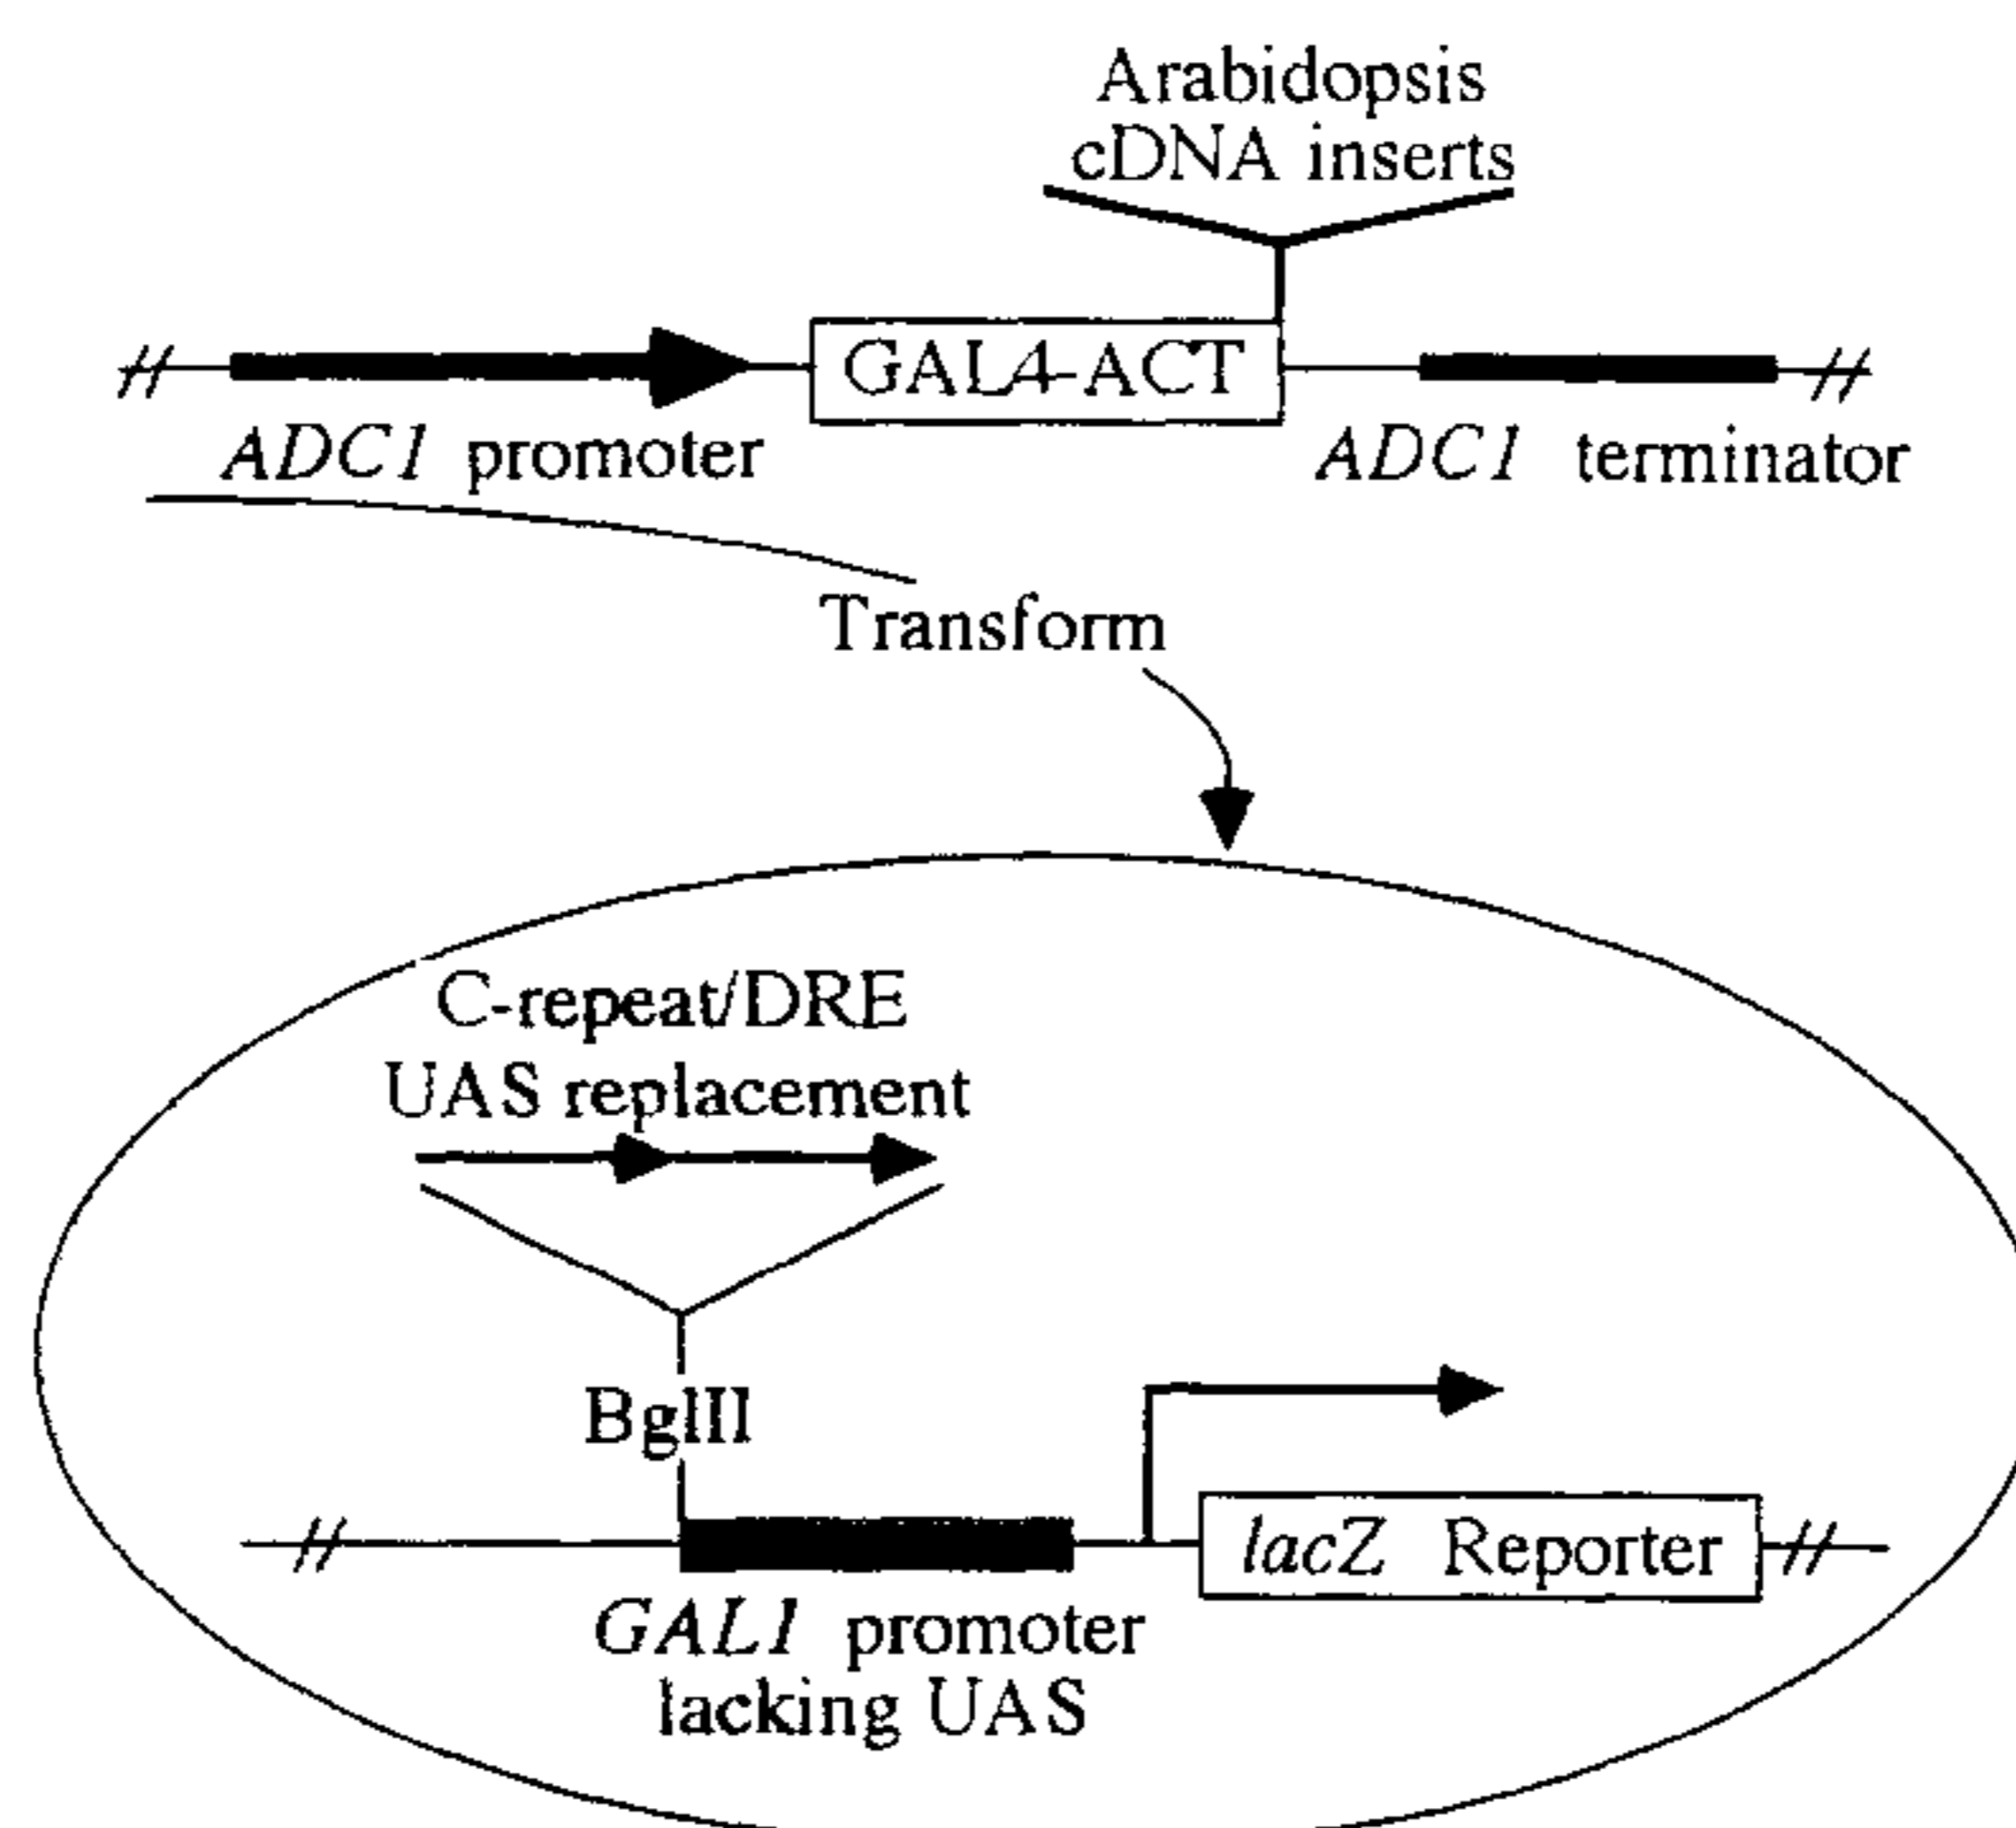 Arabidopsis
cDNA inserts
GAL4-ACT
ADC1 promoter
ADC1 terminator
Transform
C-repeat/DRE
UAS replacement
BglII
lacZ Reporter
GAL1 promoter
lacking UAS